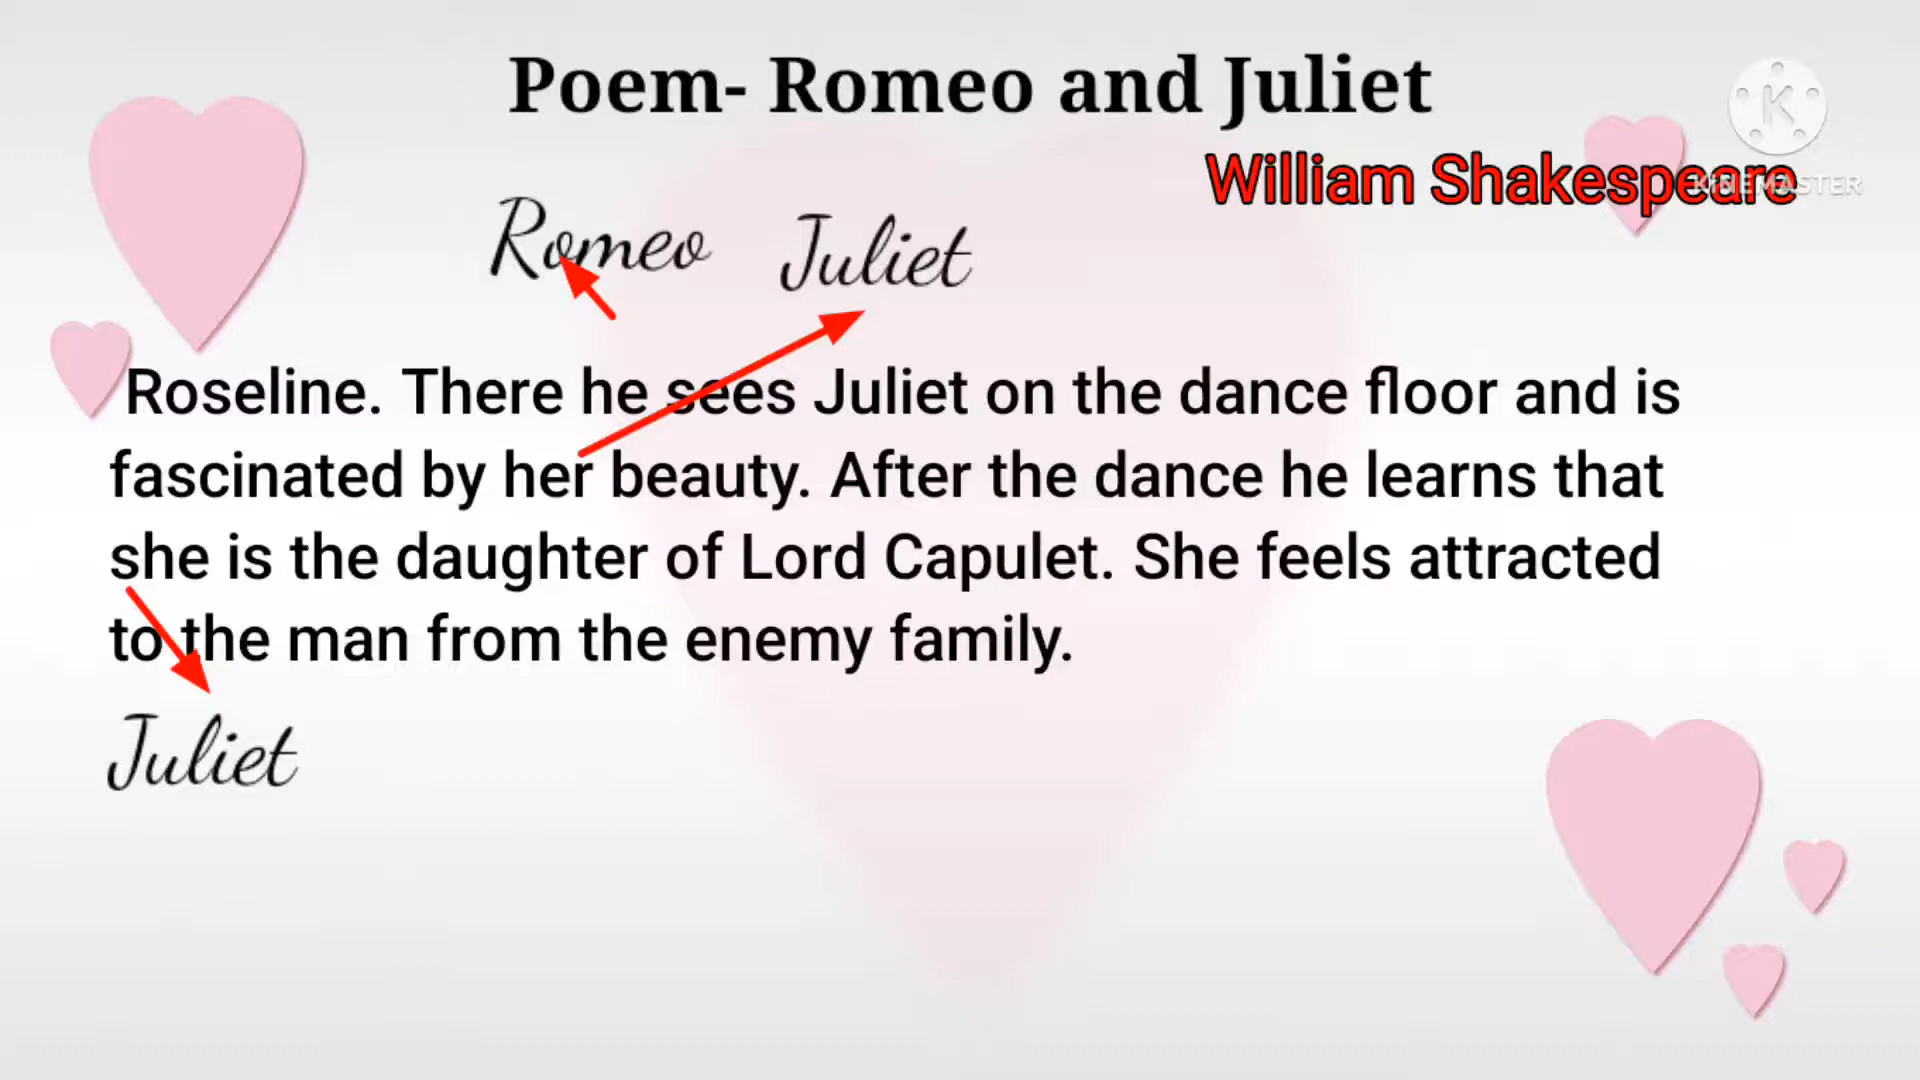 Poem- Romeo and Juliet
William Shakespeare
KINEMASTER
Romeo Juliet
Roseline. There he sees Juliet on the dance floor and is
fascinated by her beauty. After the dance he learns that
she is the daughter of Lord Capulet. She feels attracted
to the man from the enemy family.
Juliet